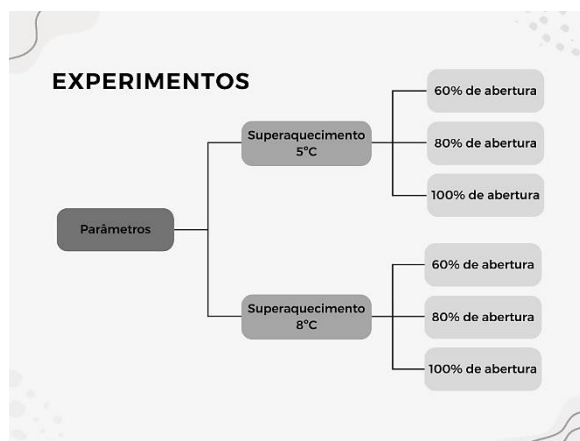 EXPERIMENTOS
Parâmetros
Superaquecimento
5°C
60% de abertura
80% de abertura
100% de abertura
Superaquecimento
8°C
60% de abertura
80% de abertura
100% de abertura